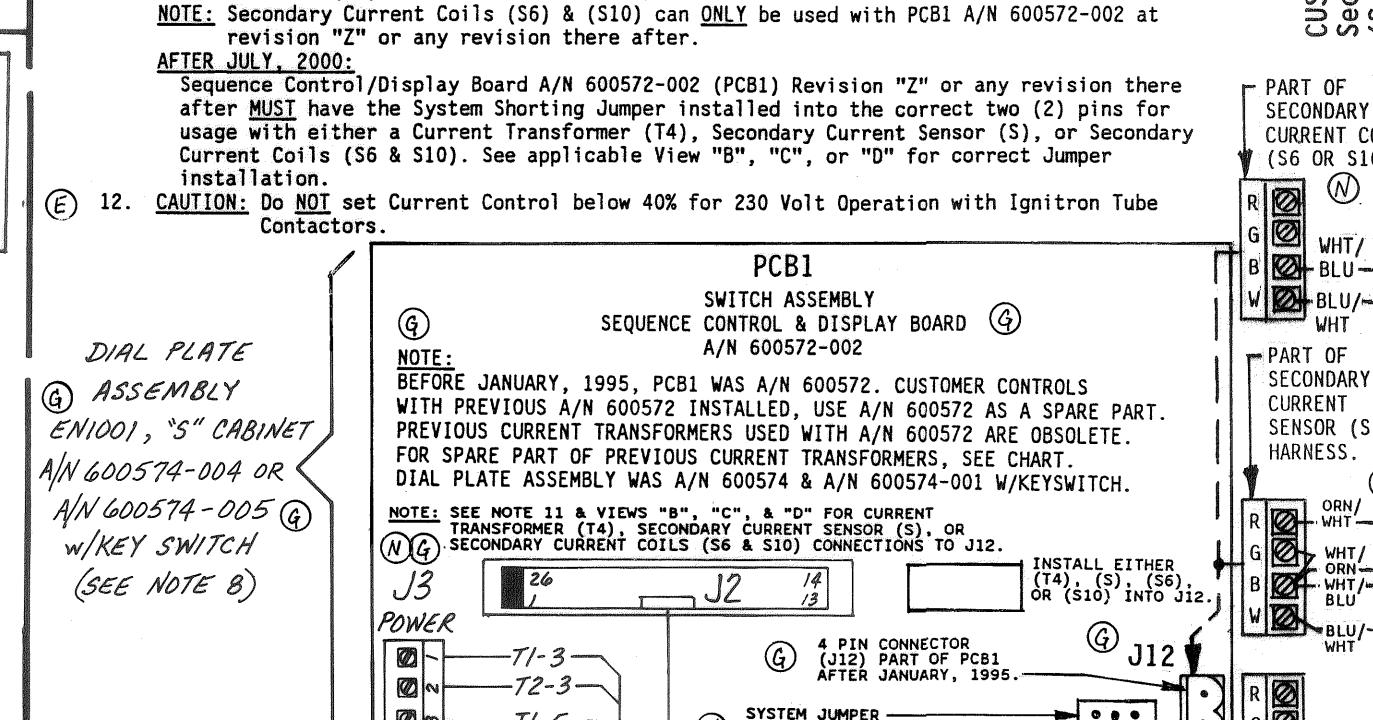 NOTE: Secondary Current Coils (S6) & (S10) can ONLY be used with PCB1 A/N 600572-002 at
revision "Z" or any revision there after.
AFTER JULY, 2000:
Sequence Control/Display Board A/N 600572-002 (PCB1) Revision "Z" or any revision there
after MUST have the System Shorting Jumper installed into the correct two (2) pins for
usage with either a Current Transformer (T4), Secondary Current Sensor (S), or Secondary
Current Coils (S6 & S10). See applicable View "B", "C", or "D" for correct Jumper
installation.
(E) 12. CAUTION: Do NOT set Current Control below 40% for 230 Volt Operation with Ignitron Tube
Contactors.
PCB1
SWITCH ASSEMBLY
(G) SEQUENCE CONTROL & DISPLAY BOARD (G)
A/N 600572-002
NOTE:
BEFORE JANUARY, 1995, PCB1 WAS A/N 600572. CUSTOMER CONTROLS
WITH PREVIOUS A/N 600572 INSTALLED, USE A/N 600572 AS A SPARE PART.
PREVIOUS CURRENT TRANSFORMERS USED WITH A/N 600572 ARE OBSOLETE.
FOR SPARE PART OF PREVIOUS CURRENT TRANSFORMERS, SEE CHART.
DIAL PLATE ASSEMBLY WAS A/N 600574 & A/N 600574-001 W/KEYSWITCH.
NOTE: SEE NOTE 11 & VIEWS "B", "C", & "D" FOR CURRENT
TRANSFORMER (T4), SECONDARY CURRENT SENSOR (S), OR
(N) (G) SECONDARY CURRENT COILS (S6 & S10) CONNECTIONS TO J12.
DIAL PLATE
(G) ASSEMBLY
EN1001, "S" CABINET
A/N 600574-004 OR
A/N 600574-005 (G)
w/KEY SWITCH
(SEE NOTE 8)
J3
POWER
1 T1-3
2 T2-3
3
26 J2 14
1 13
INSTALL EITHER
(T4), (S), (S6),
OR (S10) INTO J12.
(G) 4 PIN CONNECTOR
(J12) PART OF PCB1
AFTER JANUARY, 1995.
(G) J12
SYSTEM JUMPER
CUS
Sec
PART OF
SECONDARY
CURRENT CO
(S6 OR S10
(N)
R
G
B
W
WHT/
BLU
BLU/
WHT
PART OF
SECONDARY
CURRENT
SENSOR (S
HARNESS.
R
G
B
W
ORN/
WHT
WHT/
ORN
WHT/
BLU
BLU/
WHT
R